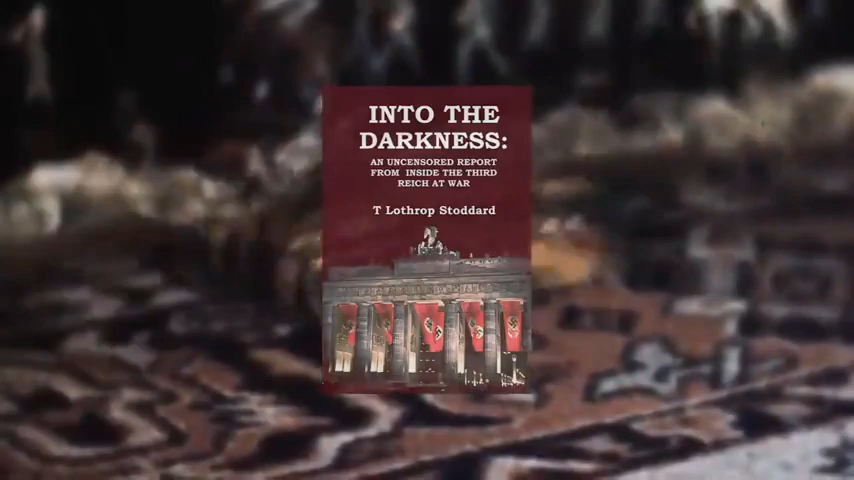 INTO THE
DARKNESS:
AN UNCENSORED REPORT
FROM INSIDE THE THIRD
REICH AT WAR
T Lothrop Stoddard